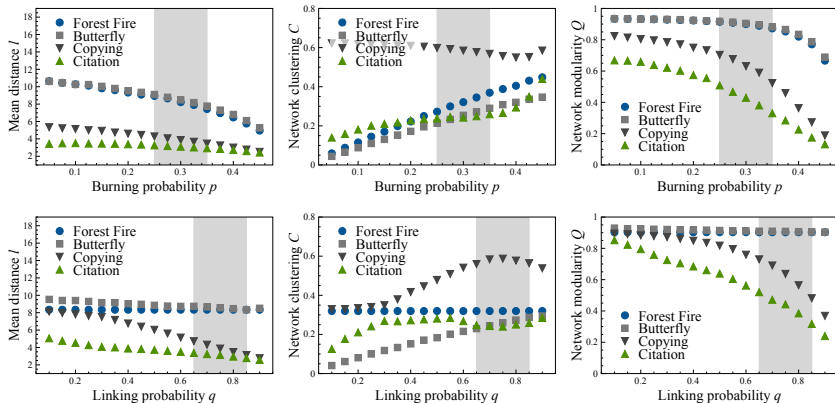 Mean distance l
18
16
14
12
10
8
6
4
2
Forest Fire
Butterfly
Copying
Citation
0.1 0.2 0.3 0.4
Burning probability p
Network clustering C
0.8
0.6
0.4
0.2
0
Forest Fire
Butterfly
Copying
Citation
0.1 0.2 0.3 0.4
Burning probability p
Network modularity Q
1
0.8
0.6
0.4
0.2
0
Forest Fire
Butterfly
Copying
Citation
0.1 0.2 0.3 0.4
Burning probability p
Mean distance l
18
16
14
12
10
8
6
4
2
Forest Fire
Butterfly
Copying
Citation
0.2 0.4 0.6 0.8
Linking probability q
Network clustering C
0.8
0.6
0.4
0.2
0
Forest Fire
Butterfly
Copying
Citation
0.2 0.4 0.6 0.8
Linking probability q
Network modularity Q
1
0.8
0.6
0.4
0.2
0
Forest Fire
Butterfly
Copying
Citation
0.2 0.4 0.6 0.8
Linking probability q